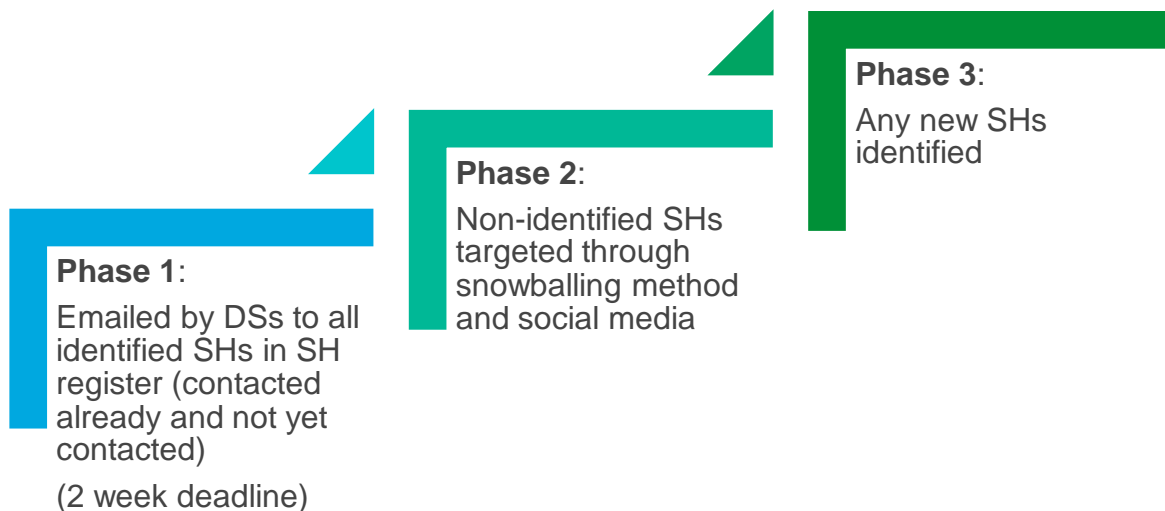 Phase 1:
Emailed by DSs to all
identified SHs in SH
register (contacted
already and not yet
contacted)
(2 week deadline)
Phase 2:
Non-identified SHs
targeted through
snowballing method
and social media
Phase 3:
Any new SHs
identified